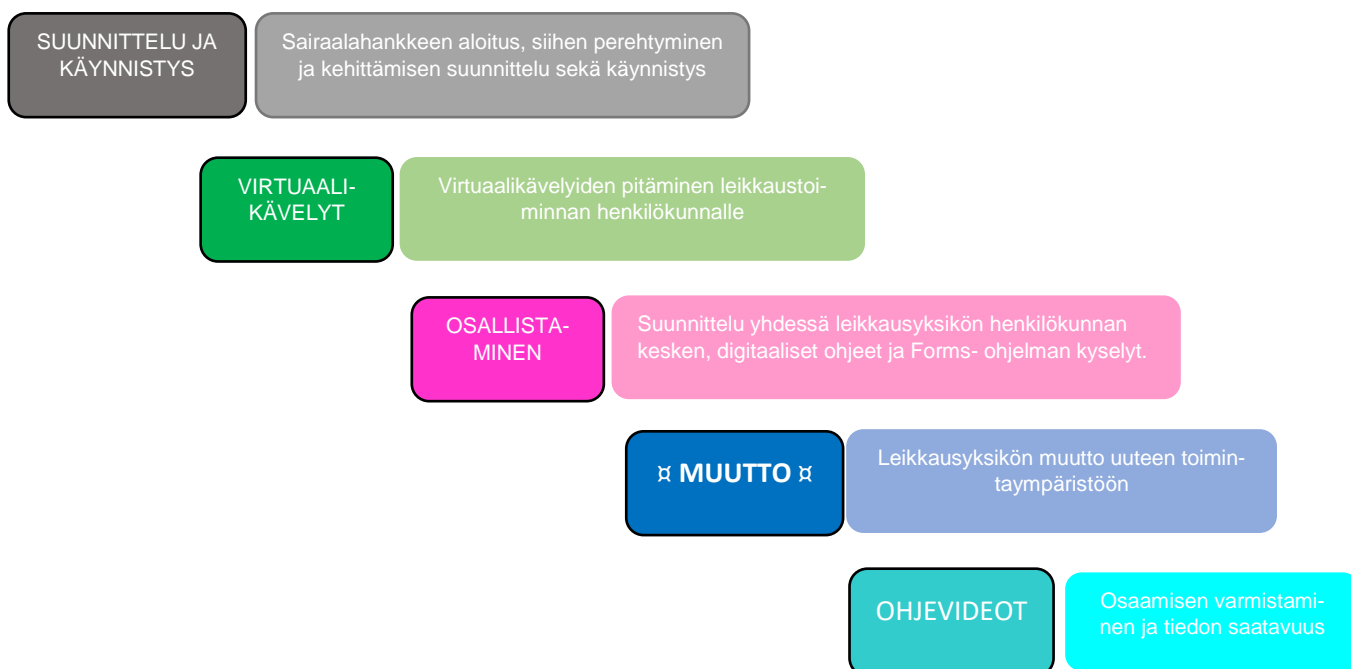 SUUNNITTELU JA
KÄYNNISTYS
Sairaalahankkeen aloitus, siihen perehtyminen
ja kehittämisen suunnittelu sekä käynnistys
VIRTUAALI-
KÄVELYT
Virtuaalikävelyiden pitäminen leikkaustoi-
minnan henkilökunnalle
OSALLISTA-
MINEN
Suunnittelu yhdessä leikkausyksikön henkilökunnan
kesken, digitaaliset ohjeet ja Forms- ohjelman kyselyt.
¤ MUUTTO ¤
Leikkausyksikön muutto uuteen toimin-
taympäristöön
OHJEVIDEOT
Osaamisen varmistami-
nen ja tiedon saatavuus